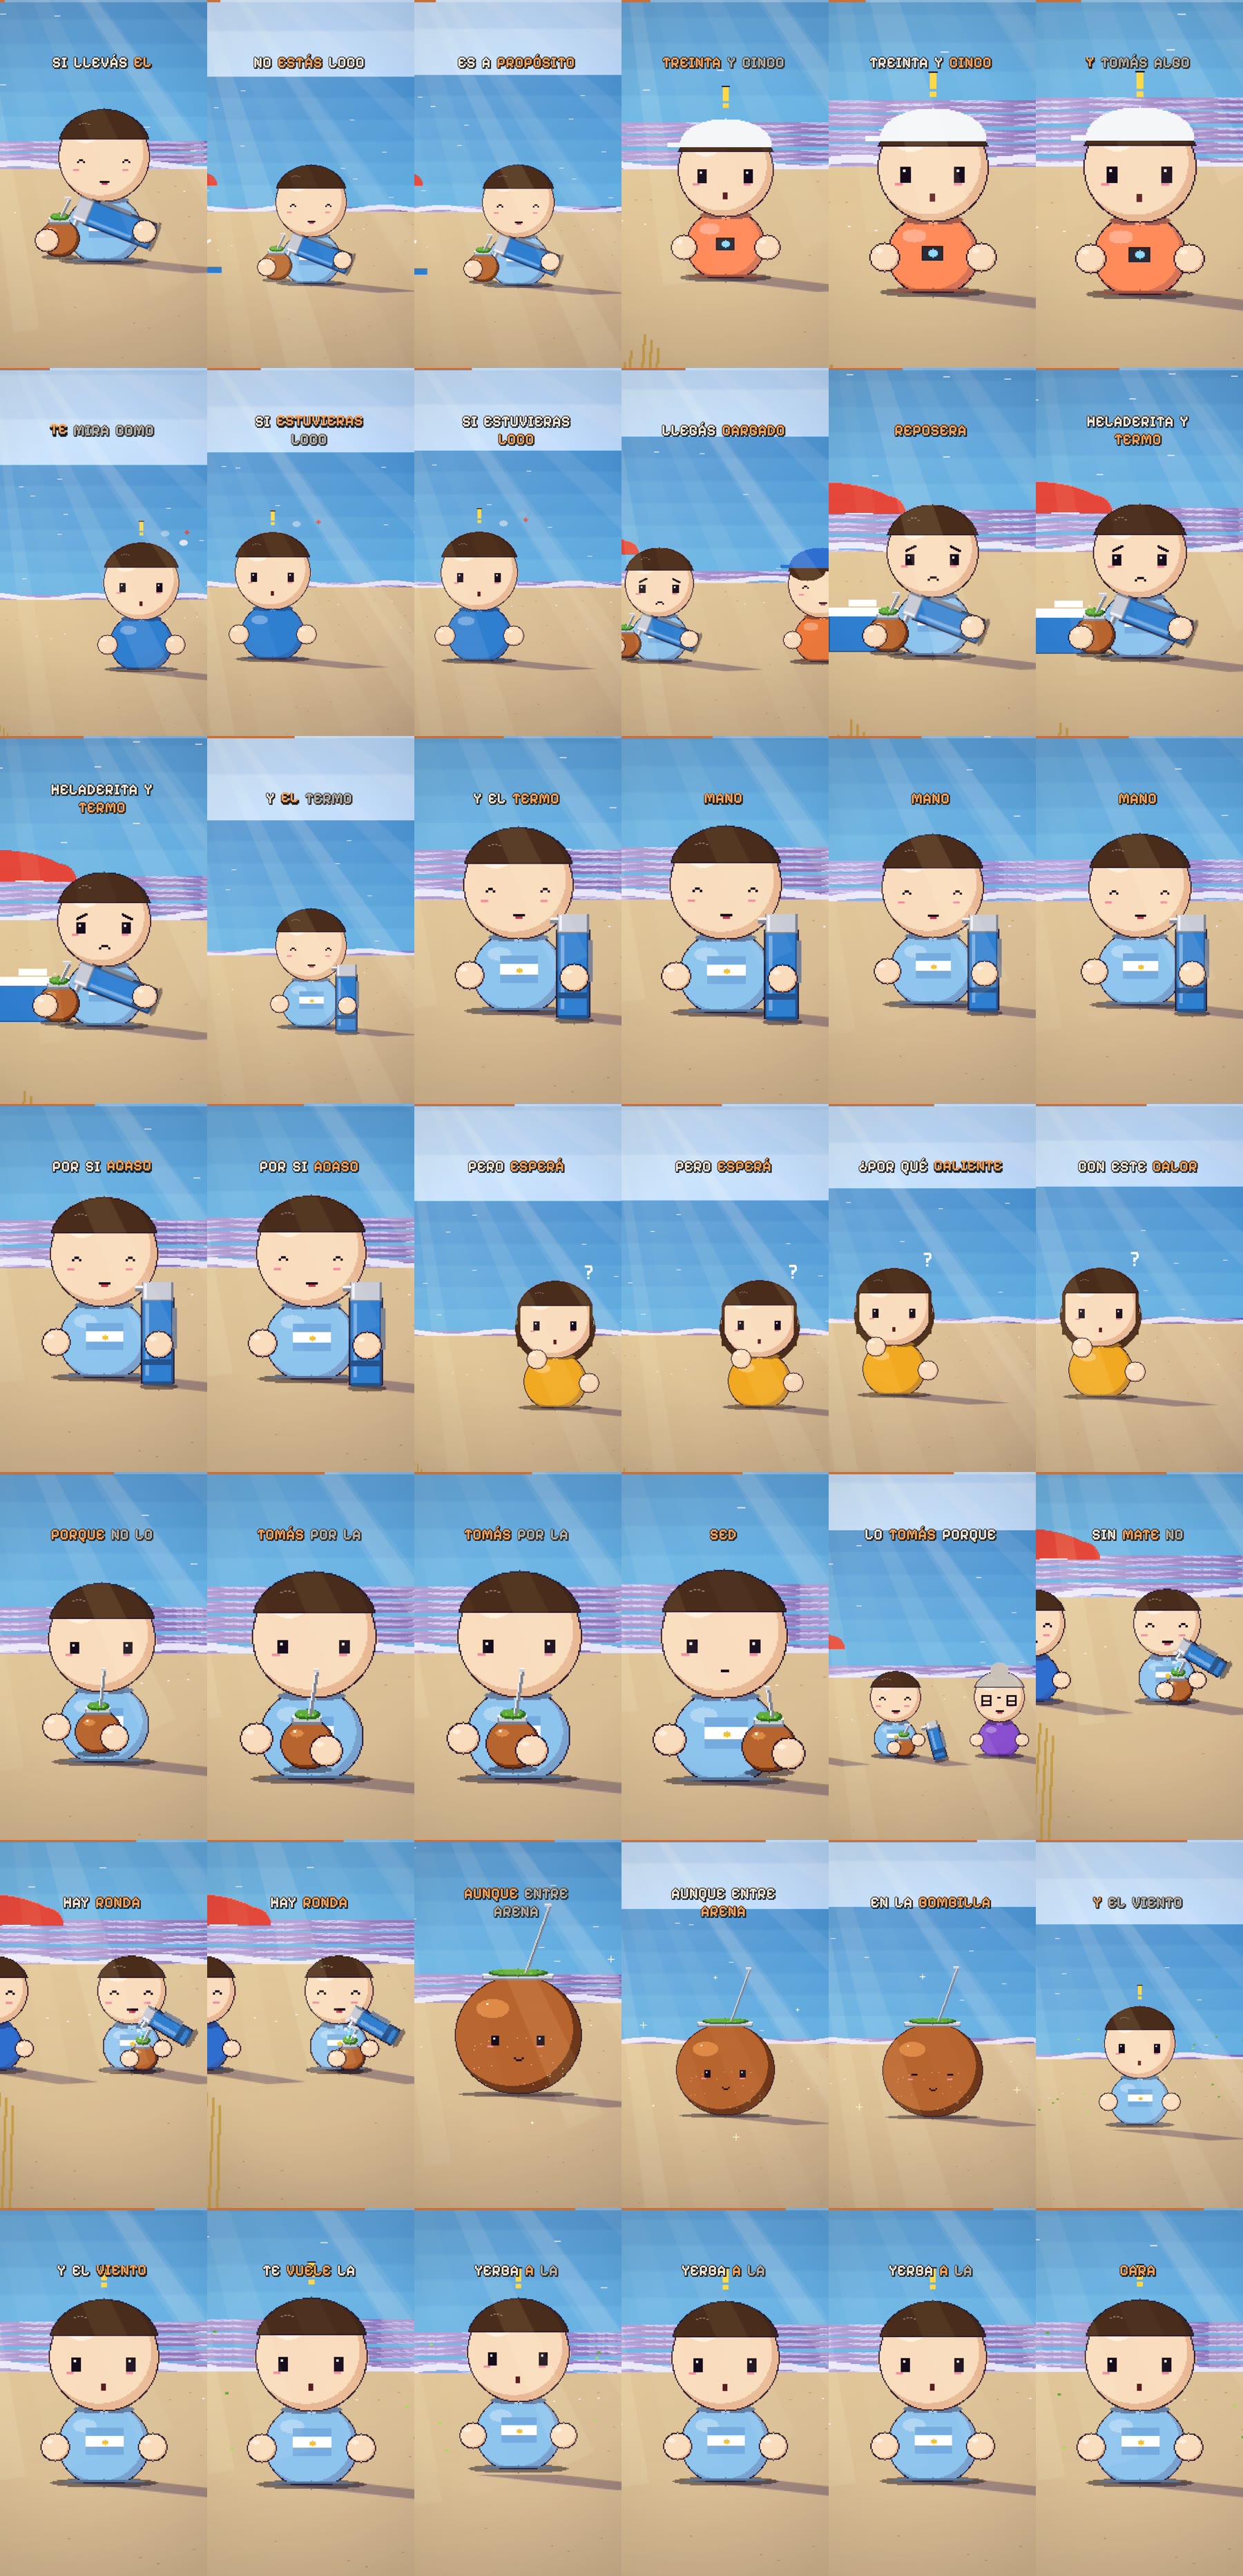 SI LLEVÁS EL
NO ESTÁS LOCO
ES A PROPÓSITO
TREINTA Y CINCO
TREINTA Y CINCO
Y TOMÁS ALGO
TE MIRA COMO
SI ESTUVIERAS
LOCO
SI ESTUVIERAS
LOCO
LLEGÁS CARGADO
REPOSERA
HELADERITA Y
TERMO
HELADERITA Y
TERMO
Y EL TERMO
Y EL TERMO
MANO
MANO
MANO
POR SI ACASO
POR SI ACASO
PERO ESPERÁ
PERO ESPERÁ
¿POR QUÉ CALIENTE
CON ESTE CALOR
PORQUE NO LO
TOMÁS POR LA
TOMÁS POR LA
SED
LO TOMÁS PORQUE
SIN MATE NO
HAY RONDA
HAY RONDA
AUNQUE ENTRE
ARENA
AUNQUE ENTRE
ARENA
EN LA BOMBILLA
Y EL VIENTO
Y EL VIENTO
TE VUELE LA
YERBA A LA
YERBA A LA
YERBA A LA
CARA